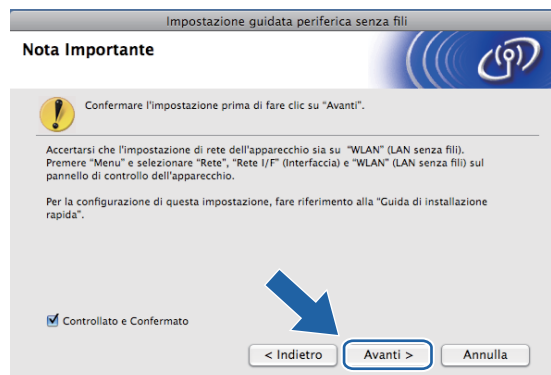 Impostazione guidata periferica senza fili
Nota Importante
Confermare l'impostazione prima di fare clic su "Avanti".
Accertarsi che l'impostazione di rete dell'apparecchio sia su "WLAN" (LAN senza fili).
Premere "Menu" e selezionare "Rete", "Rete I/F" (Interfaccia) e "WLAN" (LAN senza fili) sul
pannello di controllo dell'apparecchio.
Per la configurazione di questa impostazione, fare riferimento alla "Guida di installazione
rapida".
Controllato e Confermato
< Indietro
Avanti >
Annulla